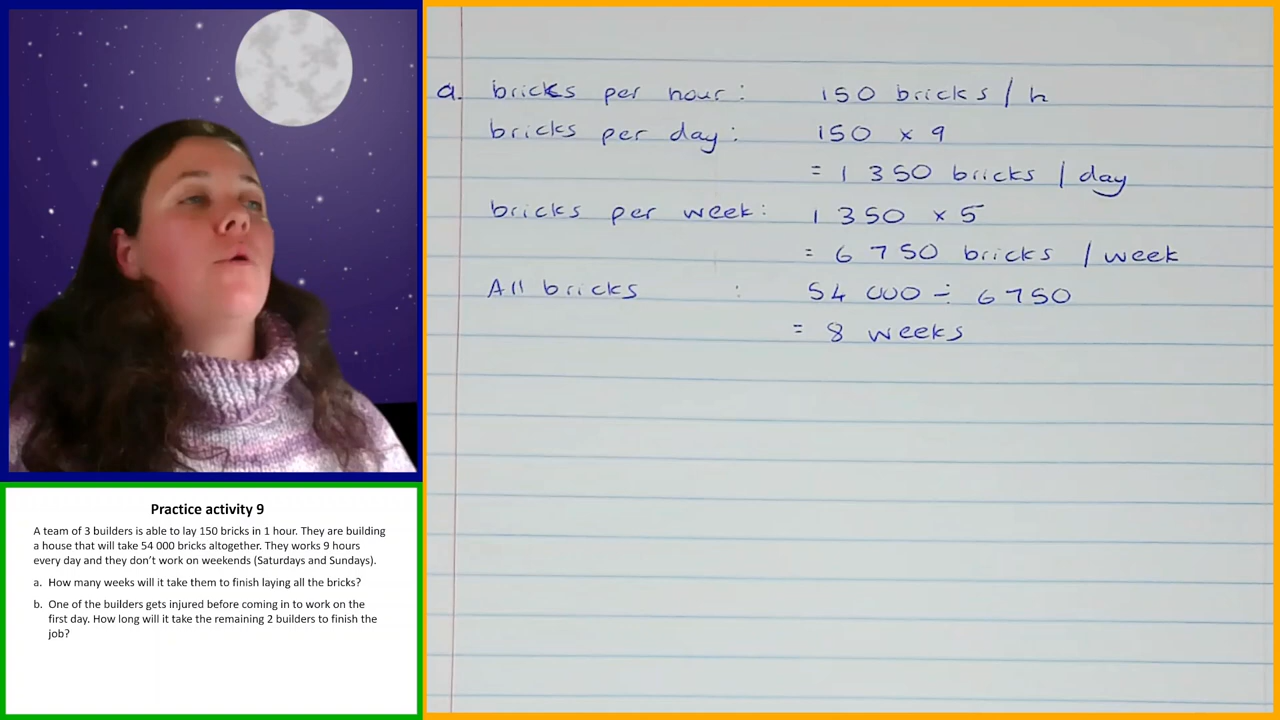 a. bricks per hour: 150 bricks / h
bricks per day: 150 × 9
= 1 350 bricks / day
bricks per week: 1 350 × 5
= 6 750 bricks / week
All bricks : 54 000 ÷ 6750
= 8 weeks
Practice activity 9
A team of 3 builders is able to lay 150 bricks in 1 hour. They are building
a house that will take 54 000 bricks altogether. They works 9 hours
every day and they don't work on weekends (Saturdays and Sundays).
a. How many weeks will it take them to finish laying all the bricks?
b. One of the builders gets injured before coming in to work on the
first day. How long will it take the remaining 2 builders to finish the
job?